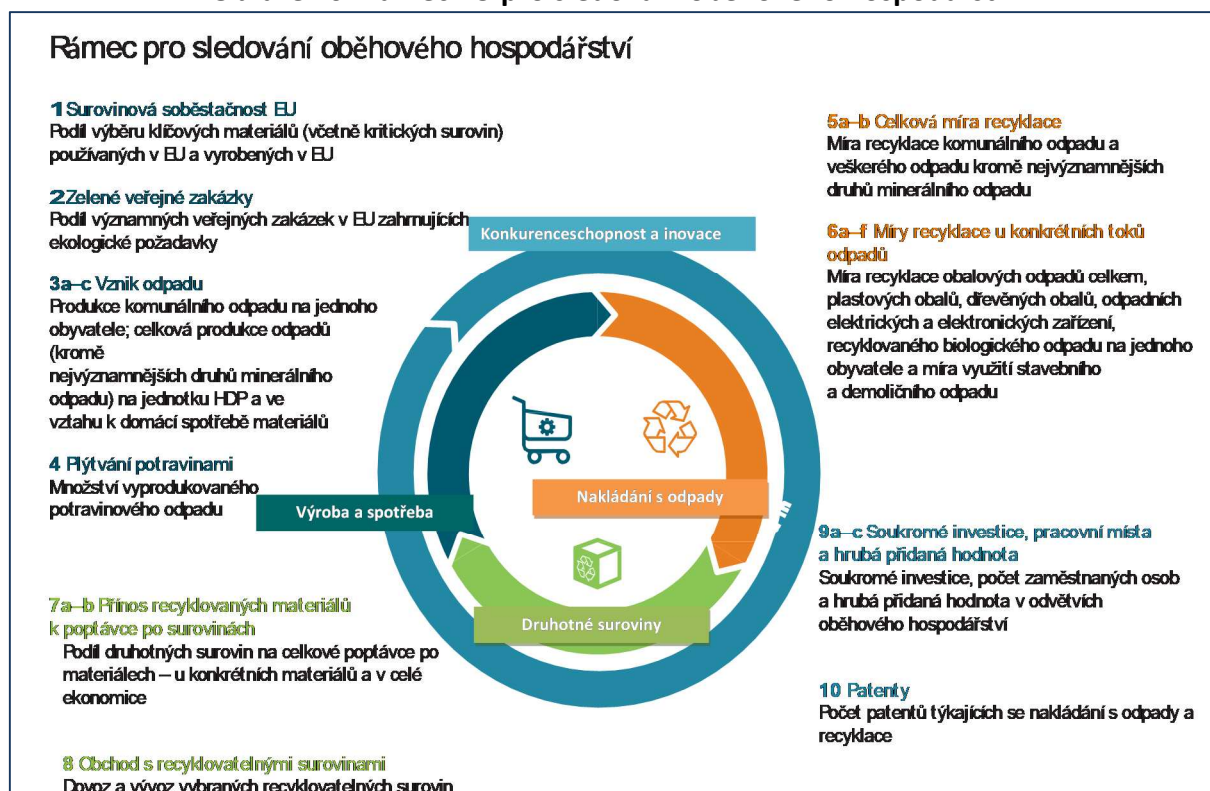 Rámec pro sledování oběhového hospodářství
1 Surovinová soběstačnost EU
Podíl výběru klíčových materiálů (včetně kritických surovin)
používaných v EU a vyrobených v EU
2 Zelené veřejné zakázky
Podíl významných veřejných zakázek v EU zahrnujících
ekologické požadavky
3a–c Vznik odpadu
Produkce komunálního odpadu na jednoho
obyvatele; celková produkce odpadů
(kromě
nejvýznamnějších druhů minerálního
odpadu) na jednotku HDP a ve
vztahu k domácí spotřebě materiálů
4 Plýtvání potravinami
Množství vyprodukovaného
potravinového odpadu
Konkurenceschopnost a inovace
Výroba a spotřeba
Nakládání s odpady
Druhotné suroviny
5a–b Celková míra recyklace
Míra recyklace komunálního odpadu a
veškerého odpadu kromě nejvýznamnějších
druhů minerálního odpadu
6a–f Míry recyklace u konkrétních toků
odpadů
Míra recyklace obalových odpadů celkem,
plastových obalů, dřevěných obalů, odpadních
elektrických a elektronických zařízení,
recyklovaného biologického odpadu na jednoho
obyvatele a míra využití stavebního
a demoličního odpadu
7a–b Přínos recyklovaných materiálů
k poptávce po surovinách
Podíl druhotných surovin na celkové poptávce po
materiálech – u konkrétních materiálů a v celé
ekonomice
8 Obchod s recyklovatelnými surovinami
Dovoz a vývoz vybraných recyklovatelných surovin
9a–c Soukromé investice, pracovní místa
a hrubá přidaná hodnota
Soukromé investice, počet zaměstnaných osob
a hrubá přidaná hodnota v odvětvích
oběhového hospodářství
10 Patenty
Počet patentů týkajících se nakládání s odpady a
recyklace